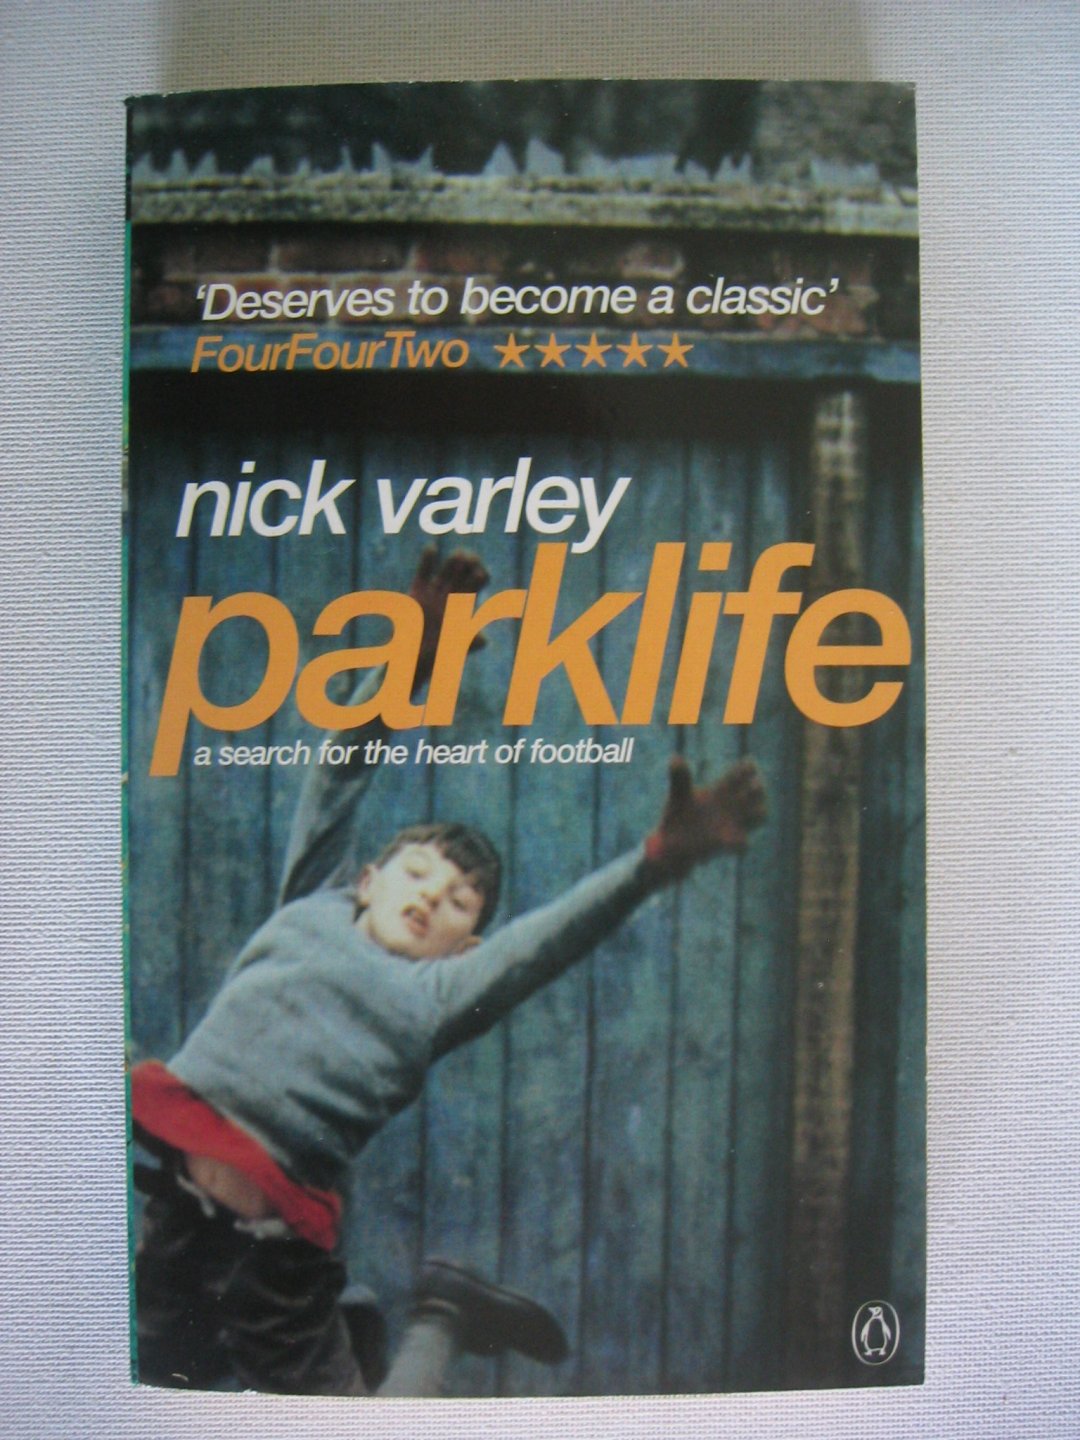 ‘Deserves to become a classic’
FourFourTwo ★★★★★
nick varley
parklife
a search for the heart of football